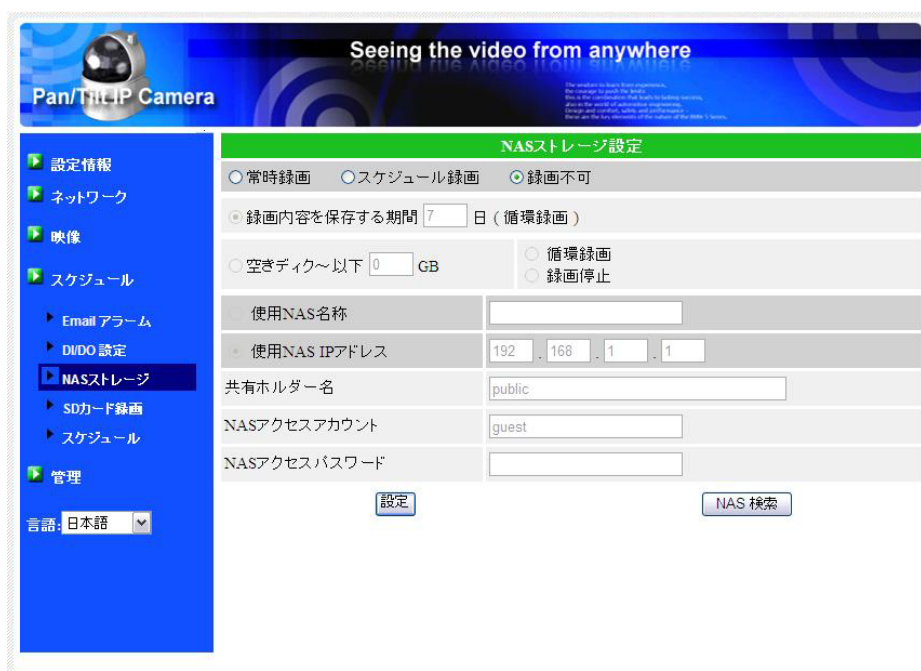 Pan/Tilt IP Camera
Seeing the video from anywhere
設定情報
ネットワーク
映像
スケジュール
Email アラーム
DI/DO 設定
NASストレージ
SDカード録画
スケジュール
管理
言語: 日本語
NASストレージ設定
常時録画 スケジュール録画 録画不可
録画内容を保存する期間 7 日 ( 循環録画 )
空きディク～以下 0 GB
循環録画
録画停止
使用NAS名称
使用NAS IPアドレス 192 . 168 . 1 . 1
共有ホルダー名 public
NASアクセスアカウント guest
NASアクセスパスワード
設定 NAS 検索